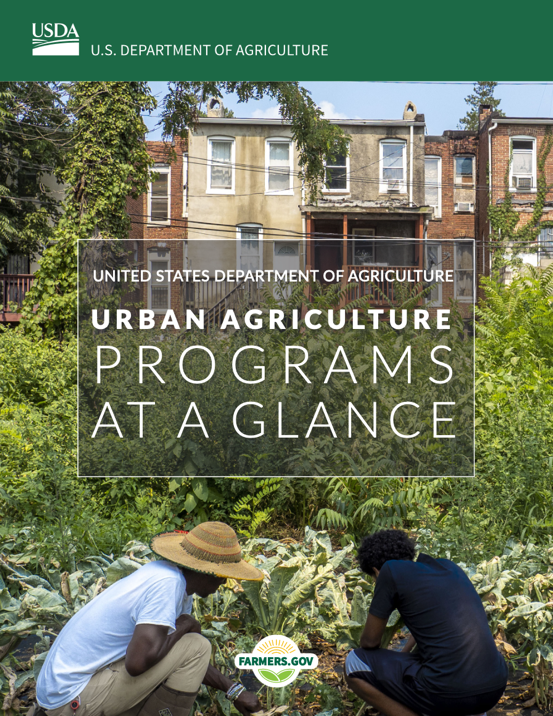 USDA
U.S. DEPARTMENT OF AGRICULTURE
UNITED STATES DEPARTMENT OF AGRICULTURE
URBAN AGRICULTURE
PROGRAMS
AT A GLANCE
FARMERS.GOV